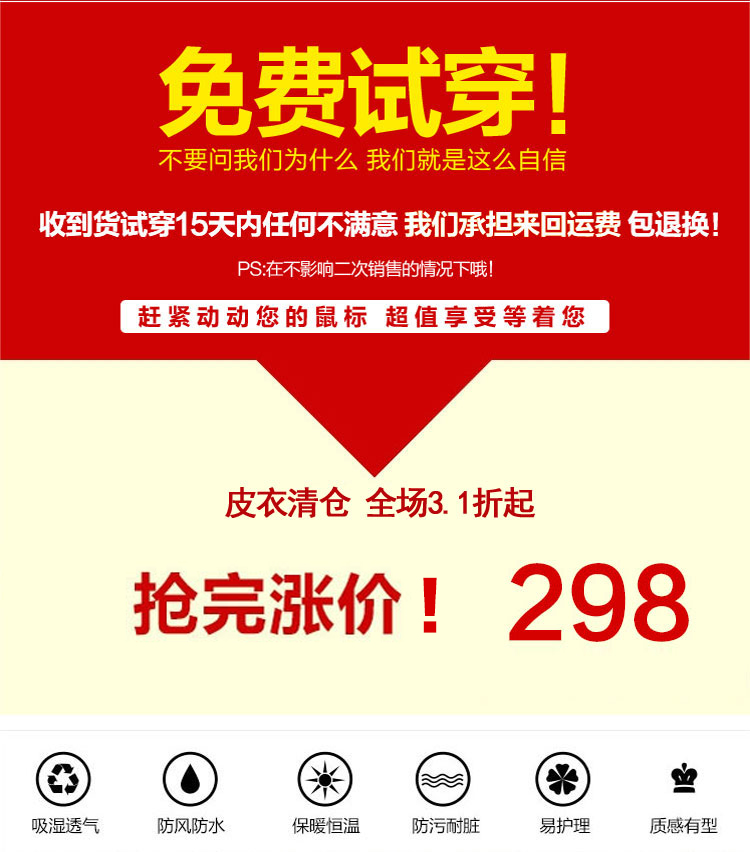 免费试穿！
不要问我们为什么 我们就是这么自信
收到货试穿15天内任何不满意 我们承担来回运费 包退换！
PS:在不影响二次销售的情况下哦！
赶紧动动您的鼠标 超值享受等着您
皮衣清仓 全场3.1折起
抢完涨价！ 298
吸湿透气 防风防水 保暖恒温 防污耐脏 易护理 质感有型